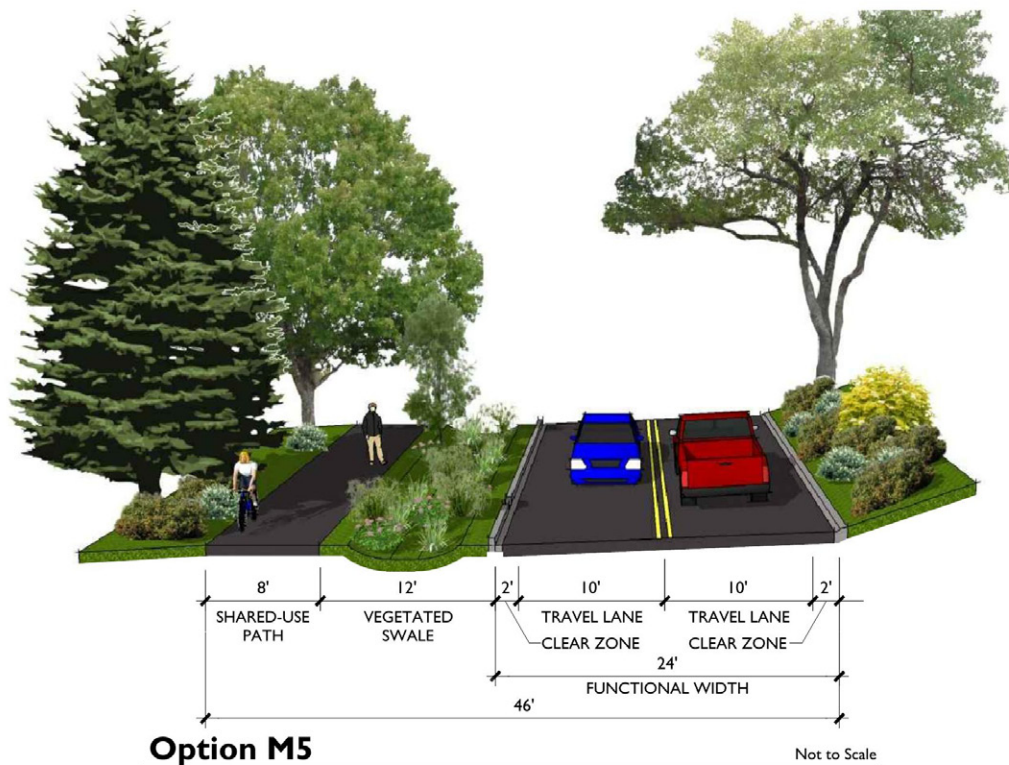 8' 12' 2' 10' 10' 2'
SHARED-USE PATH
VEGETATED SWALE
TRAVEL LANE
CLEAR ZONE
TRAVEL LANE
CLEAR ZONE
24'
FUNCTIONAL WIDTH
46'
Option M5
Not to Scale